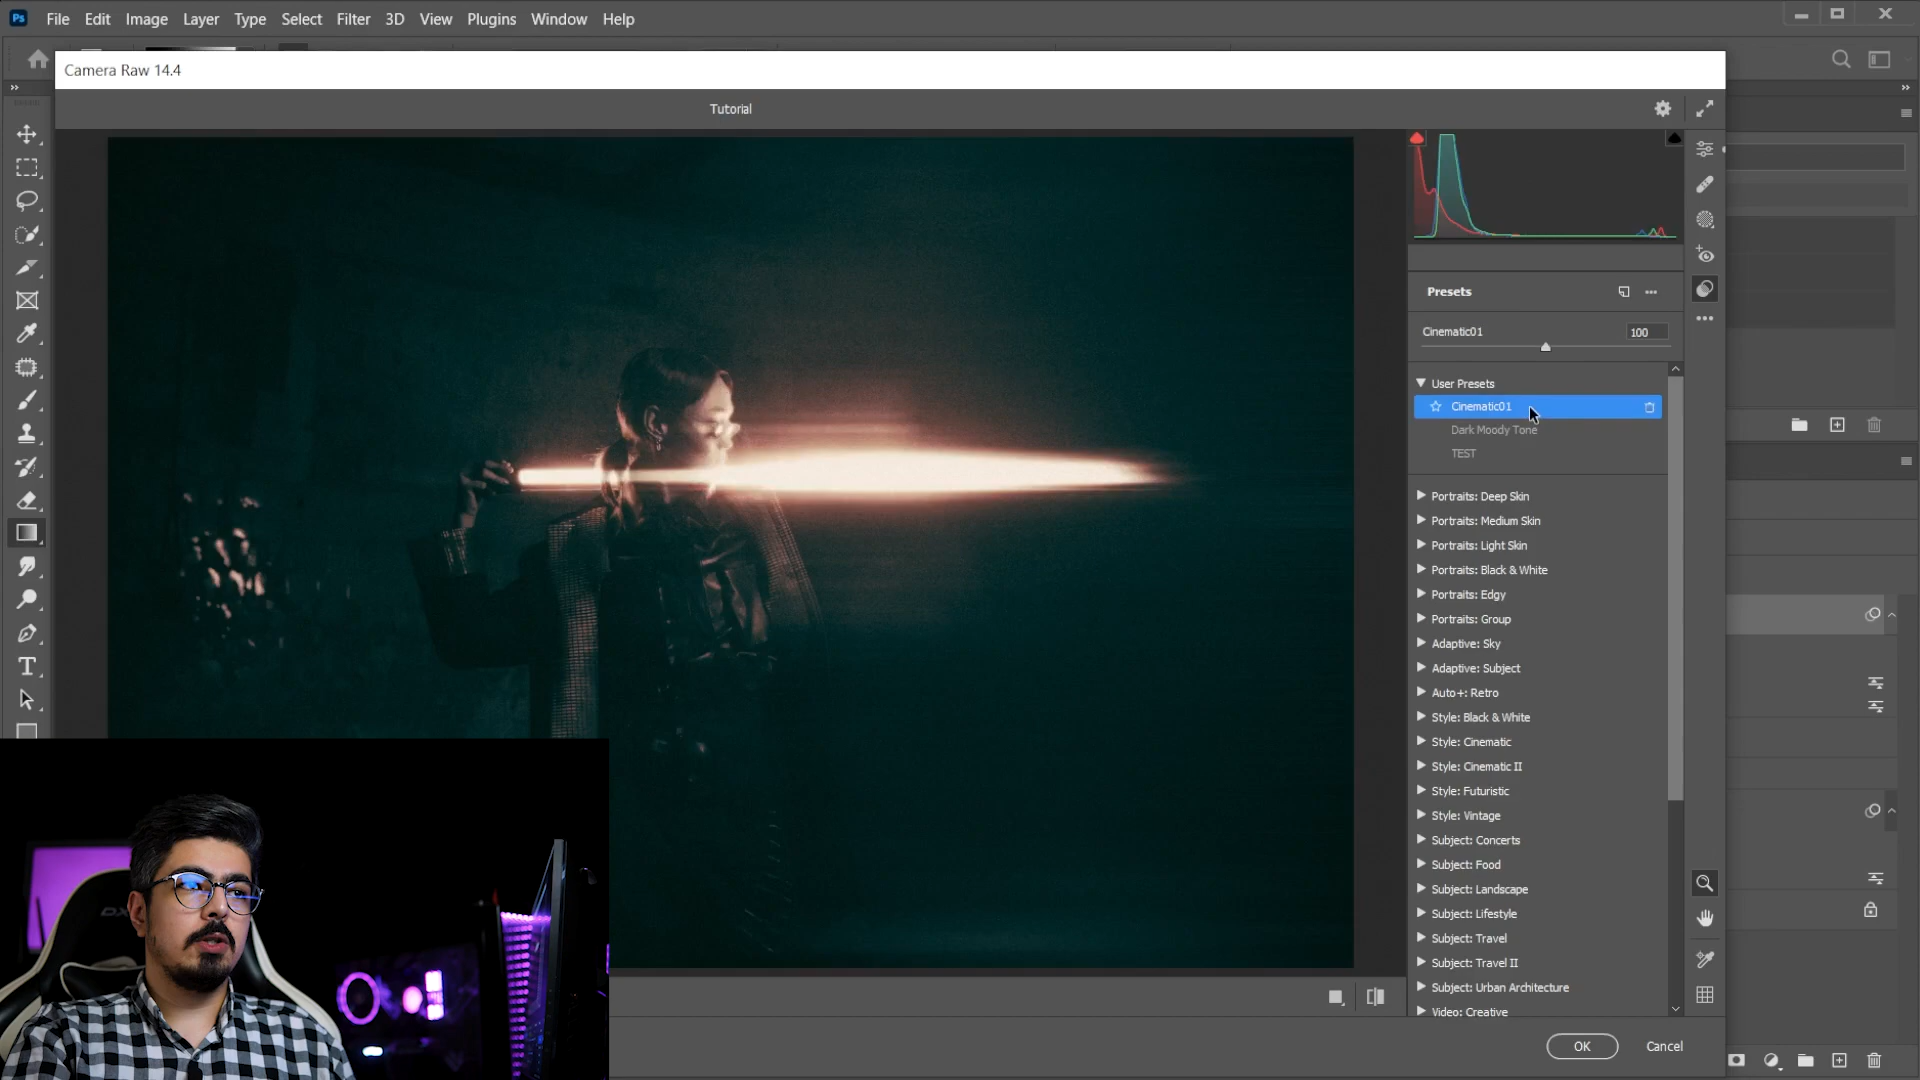 Ps File Edit Image Layer Type Select Filter 3D View Plugins Window Help
Camera Raw 14.4
Tutorial
Presets
Cinematic01 100
User Presets
Cinematic01
Dark Moody Tone
TEST
Portraits: Deep Skin
Portraits: Medium Skin
Portraits: Light Skin
Portraits: Black & White
Portraits: Edgy
Portraits: Group
Adaptive: Sky
Adaptive: Subject
Auto+: Retro
Style: Black & White
Style: Cinematic
Style: Cinematic II
Style: Futuristic
Style: Vintage
Subject: Concerts
Subject: Food
Subject: Landscape
Subject: Lifestyle
Subject: Travel
Subject: Travel II
Subject: Urban Architecture
Video: Creative
OK Cancel